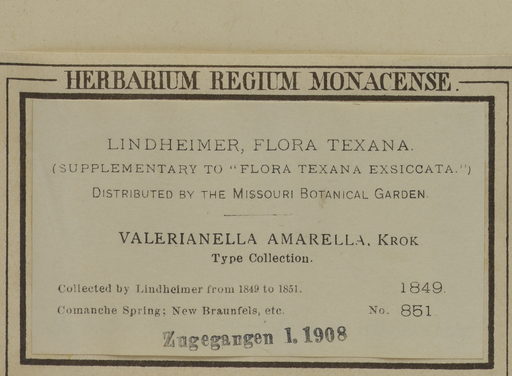 HERBARIUM REGIUM MONACENSE.
LINDHEIMER, FLORA TEXANA.
(SUPPLEMENTARY TO "FLORA TEXANA EXSICCATA.")
DISTRIBUTED BY THE MISSOURI BOTANICAL GARDEN.
VALERIANELLA AMARELLA, KROK
Type Collection.
Collected by Lindheimer from 1849 to 1851. 1849.
Comanche Spring; New Braunfels, etc. No. 851
Zugegangen 1. 1908